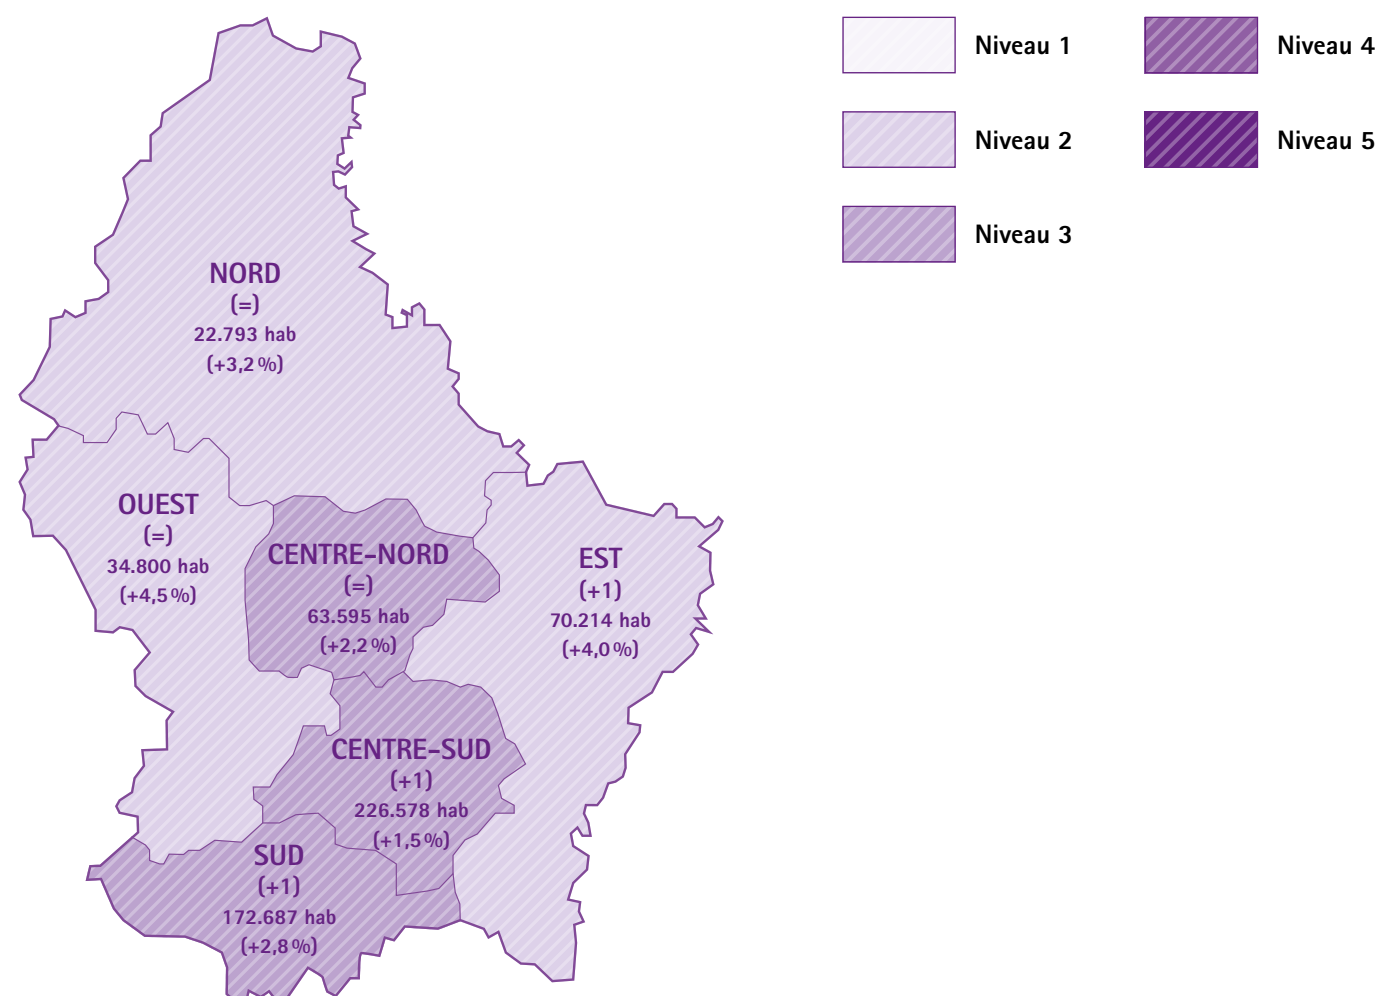 Niveau 1
Niveau 4
Niveau 2
Niveau 5
Niveau 3
NORD
(=)
22.793 hab
(+3,2 %)
OUEST
(=)
34.800 hab
(+4,5 %)
CENTRE-NORD
(=)
63.595 hab
(+2,2 %)
EST
(+1)
70.214 hab
(+4,0 %)
CENTRE-SUD
(+1)
226.578 hab
(+1,5 %)
SUD
(+1)
172.687 hab
(+2,8 %)